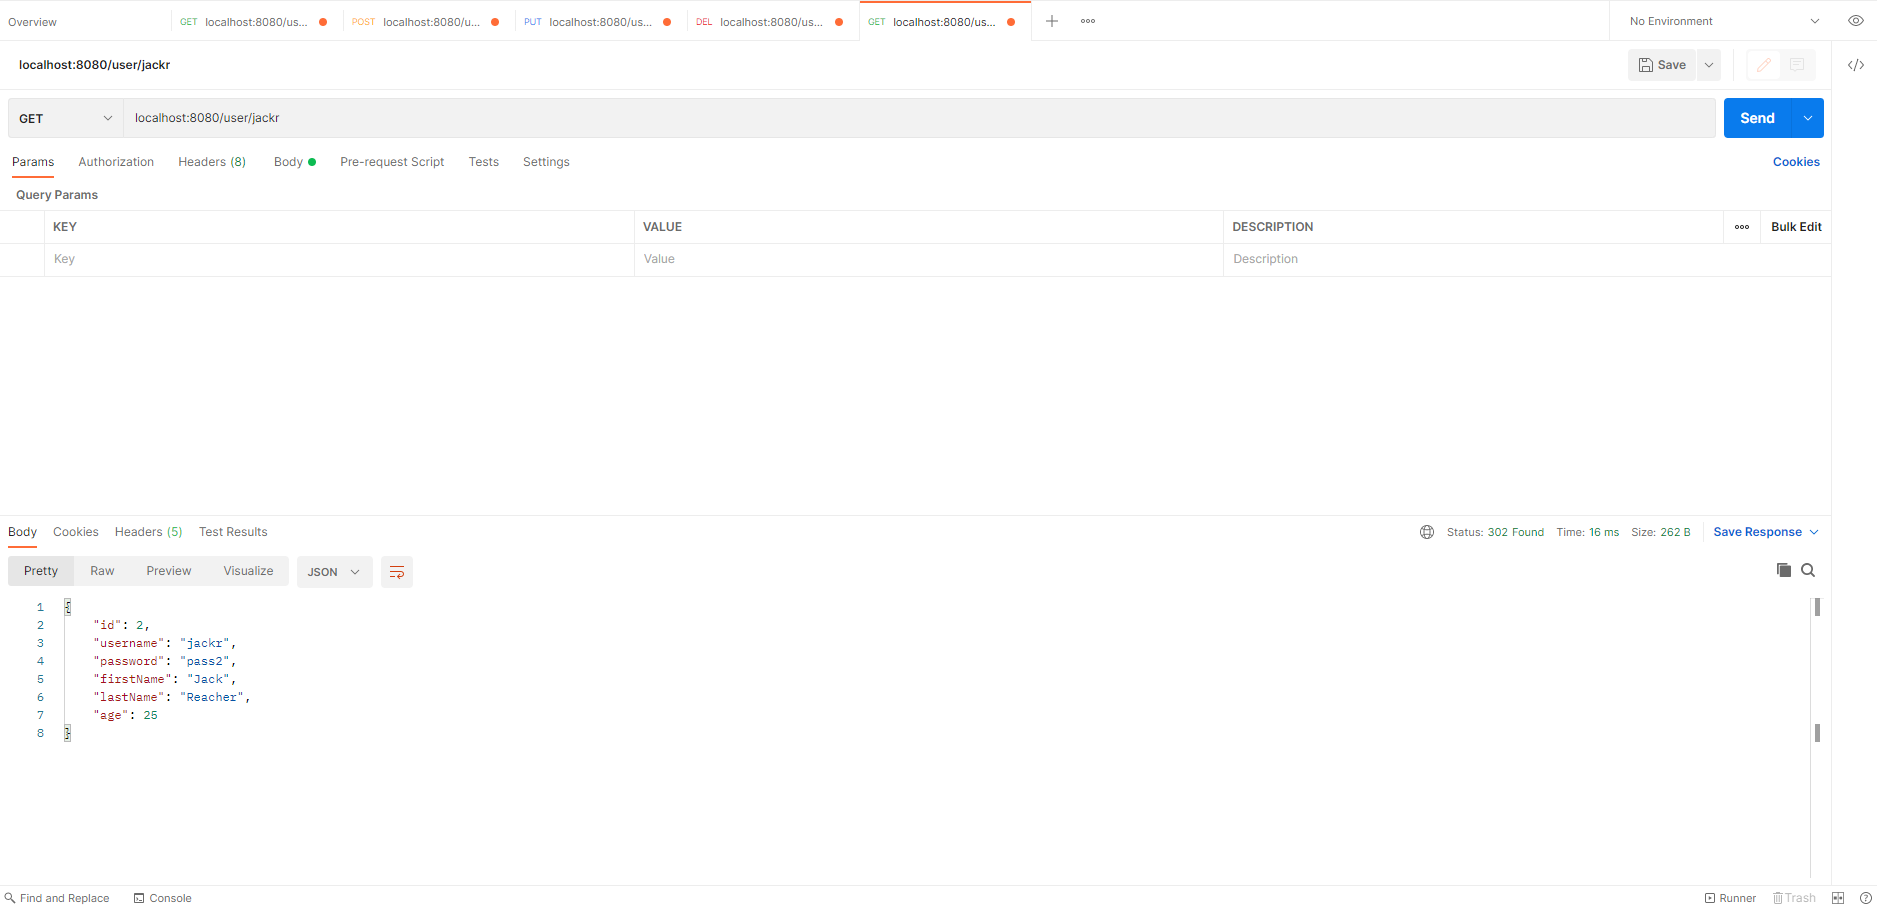 Overview GET localhost:8080/us... POST localhost:8080/u... PUT localhost:8080/us... DEL localhost:8080/us... GET localhost:8080/us... No Environment
localhost:8080/user/jackr Save
GET localhost:8080/user/jackr Send
Params Authorization Headers (8) Body Pre-request Script Tests Settings Cookies
Query Params
KEY VALUE DESCRIPTION Bulk Edit
Key Value Description
Body Cookies Headers (5) Test Results Status: 302 Found Time: 16 ms Size: 262 B Save Response
Pretty Raw Preview Visualize JSON
1 {
2 "id": 2,
3 "username": "jackr",
4 "password": "pass2",
5 "firstName": "Jack",
6 "lastName": "Reacher",
7 "age": 25
8 }
Find and Replace Console Runner Trash